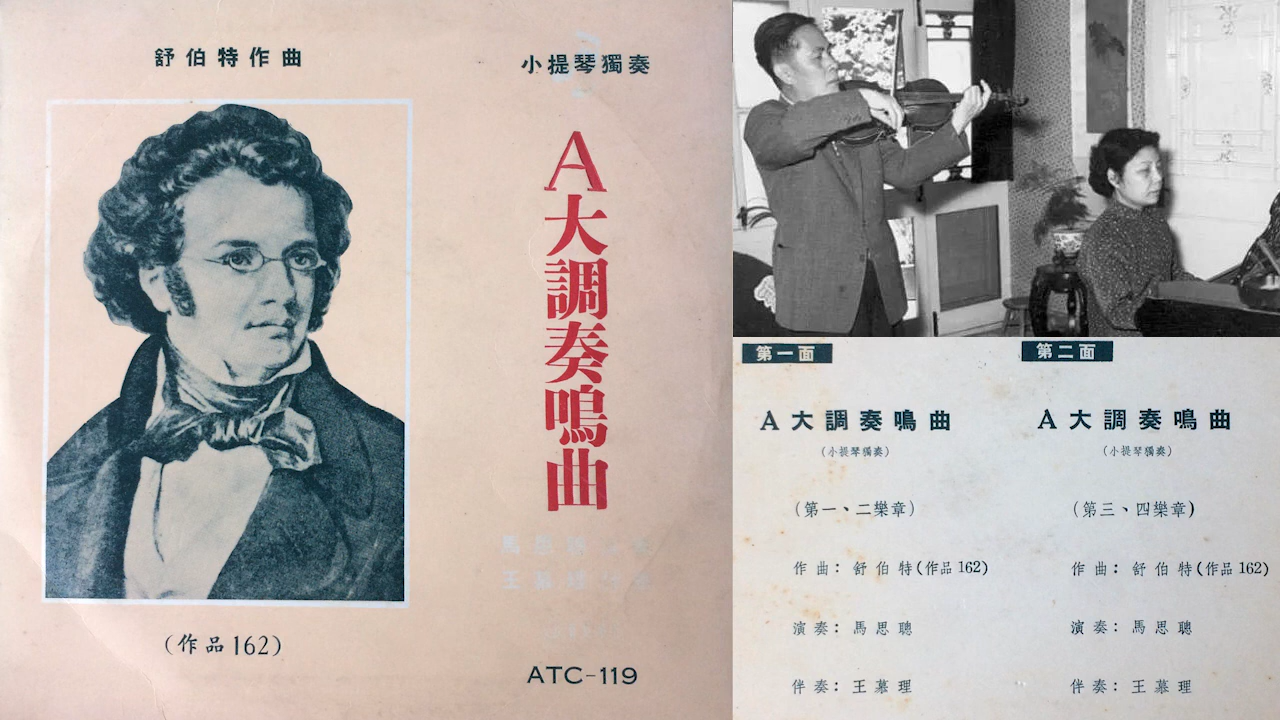 舒伯特作曲
小提琴獨奏
A大調奏鳴曲
(作品162)
ATC-119
第一面
A大調奏鳴曲
(小提琴獨奏)
(第一、二樂章)
作曲：舒伯特(作品162)
演奏：馬思聰
伴奏：王慕理
第二面
A大調奏鳴曲
(小提琴獨奏)
(第三、四樂章)
作曲：舒伯特(作品162)
演奏：馬思聰
伴奏：王慕理